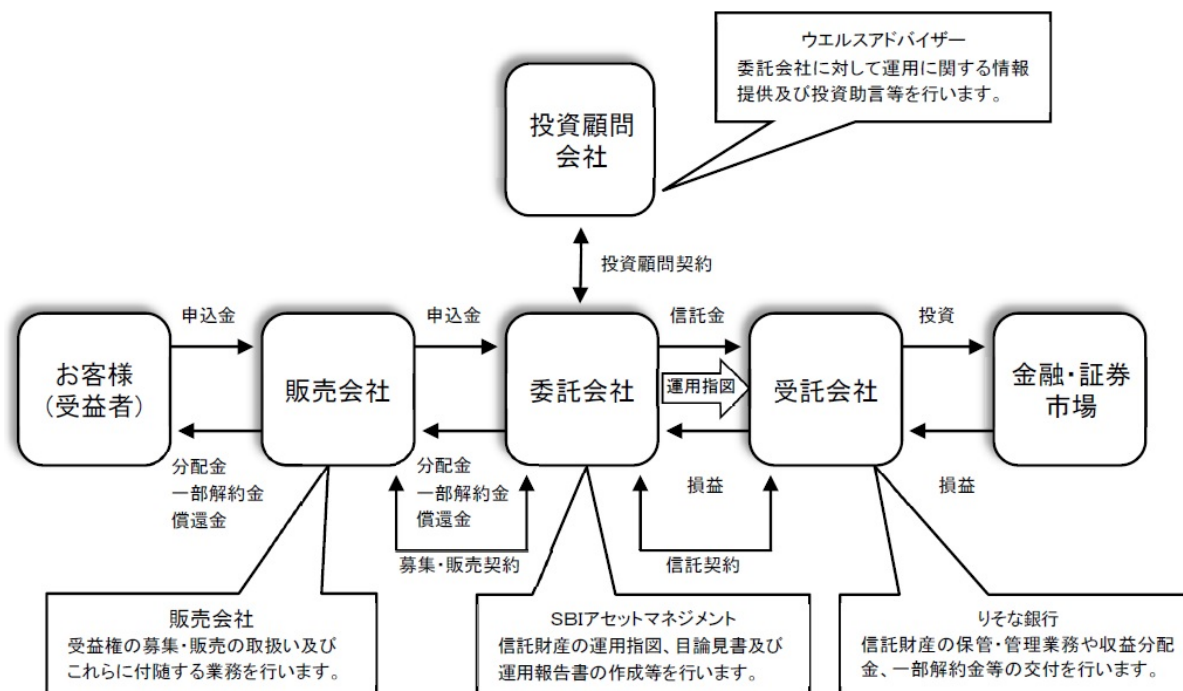 ウエルスアドバイザー
委託会社に対して運用に関する情報
提供及び投資助言等を行います。
投資顧問
会社
投資顧問契約
申込金
申込金
信託金
投資
お客様
(受益者)
販売会社
委託会社
運用指図
受託会社
金融・証券
市場
分配金
一部解約金
償還金
分配金
一部解約金
償還金
損益
損益
募集・販売契約
信託契約
販売会社
受益権の募集・販売の取扱い及び
これらに付随する業務を行います。
SBIアセットマネジメント
信託財産の運用指図、目論見書及び
運用報告書の作成等を行います。
りそな銀行
信託財産の保管・管理業務や収益分配
金、一部解約金等の交付を行います。